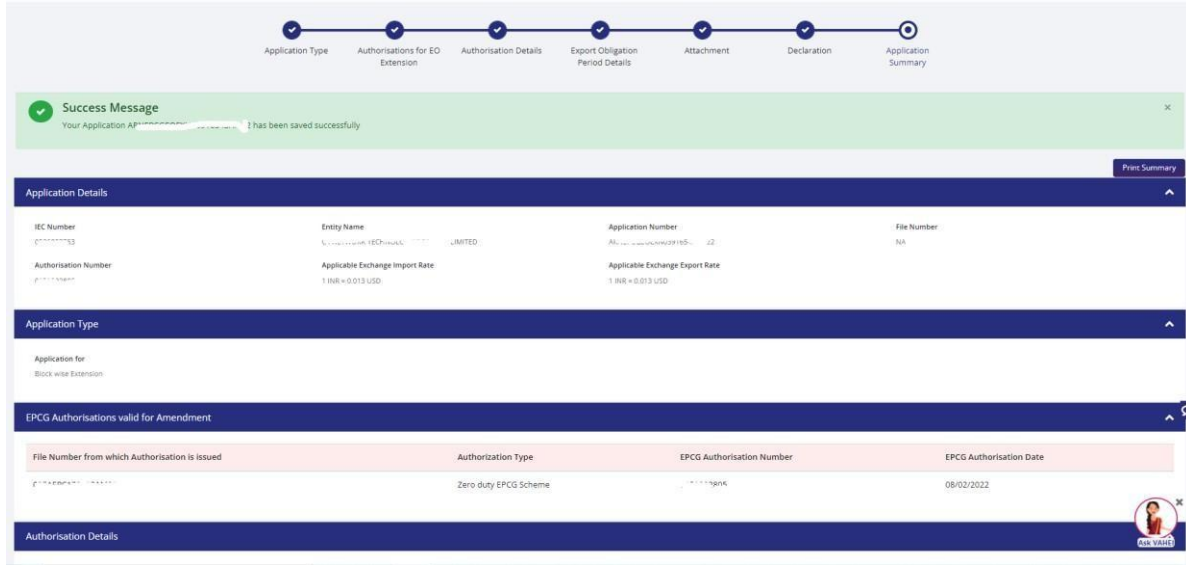 Application Type
Authorisations for EO Extension
Authorisation Details
Export Obligation Period Details
Attachment
Declaration
Application Summary
Success Message
Your Application has been saved successfully
Print Summary
Application Details
IEC Number Entity Name Application Number File Number
LIMITED NA
Authorisation Number Applicable Exchange Import Rate Applicable Exchange Export Rate
1 INR = 0.013 USD 1 INR = 0.013 USD
Application Type
Application for
Block wise Extension
EPCG Authorisations valid for Amendment
File Number from which Authorisation is issued Authorization Type EPCG Authorisation Number EPCG Authorisation Date
Zero duty EPCG Scheme 08/02/2022
Authorisation Details
Ask VAHEI